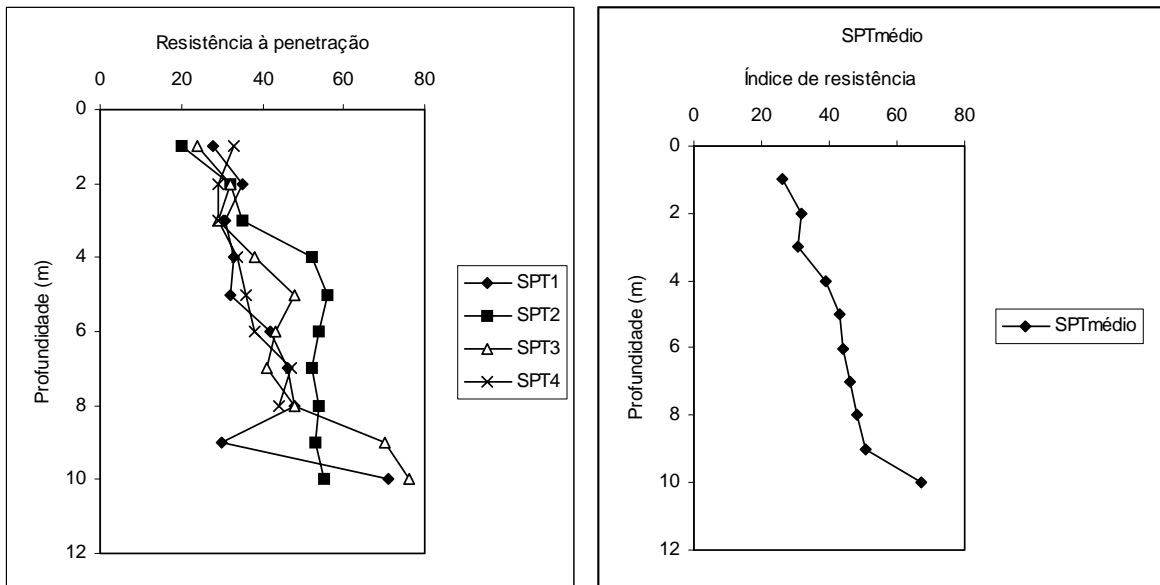 Resistência à penetração
0 20 40 60 80
0
2
4
6
8
10
12
Profundidade (m)
SPT1
SPT2
SPT3
SPT4
SPTmédio
Índice de resistência
0 20 40 60 80
0
2
4
6
8
10
12
Profundidade (m)
SPTmédio